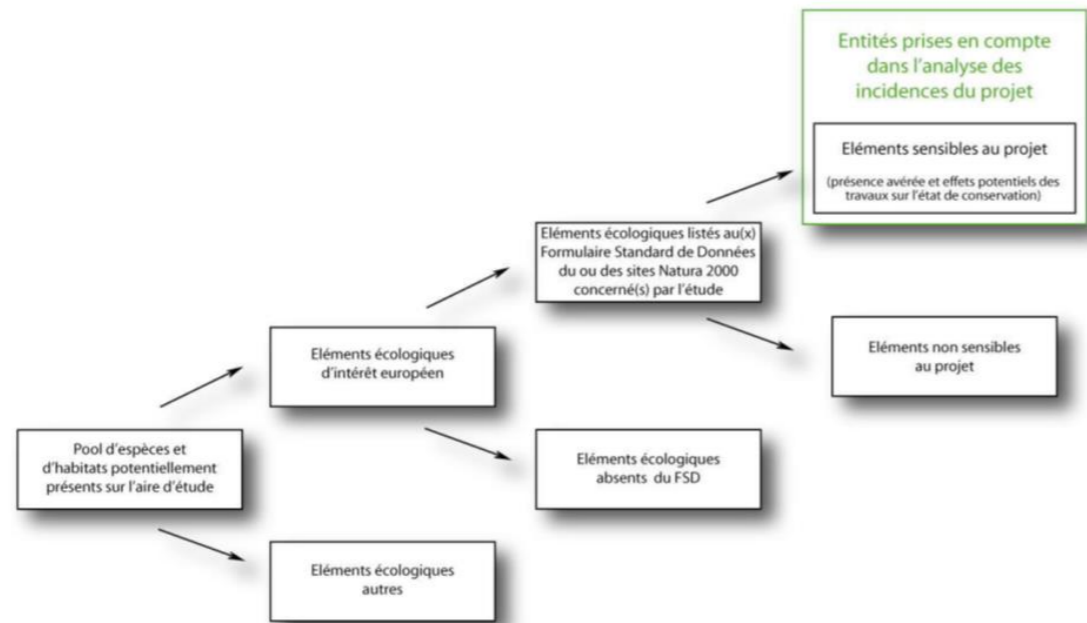 Entités prises en compte
dans l'analyse des
incidences du projet
Eléments sensibles au projet
(présence avérée et effets potentiels des
travaux sur l'état de conservation)
Eléments écologiques listés au(x)
Formulaire Standard de Données
du ou des sites Natura 2000
concerné(s) par l'étude
Eléments non sensibles
au projet
Eléments écologiques
d'intérêt européen
Eléments écologiques
absents du FSD
Pool d'espèces et
d'habitats potentiellement
présents sur l'aire d'étude
Eléments écologiques
autres